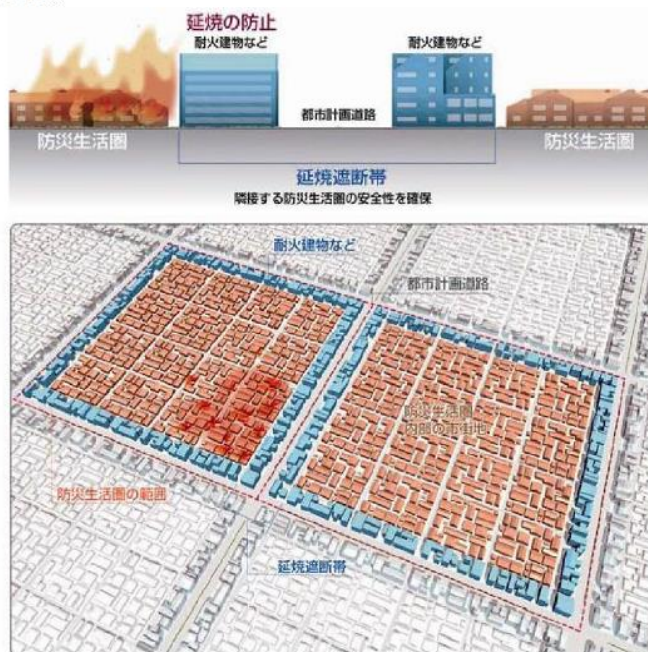 延焼の防止
耐火建物など
耐火建物など
都市計画道路
防災生活圏
防災生活圏
延焼遮断帯
隣接する防災生活圏の安全性を確保
耐火建物など
都市計画道路
防災生活圏
内部の市街地
防災生活圏の範囲
延焼遮断帯